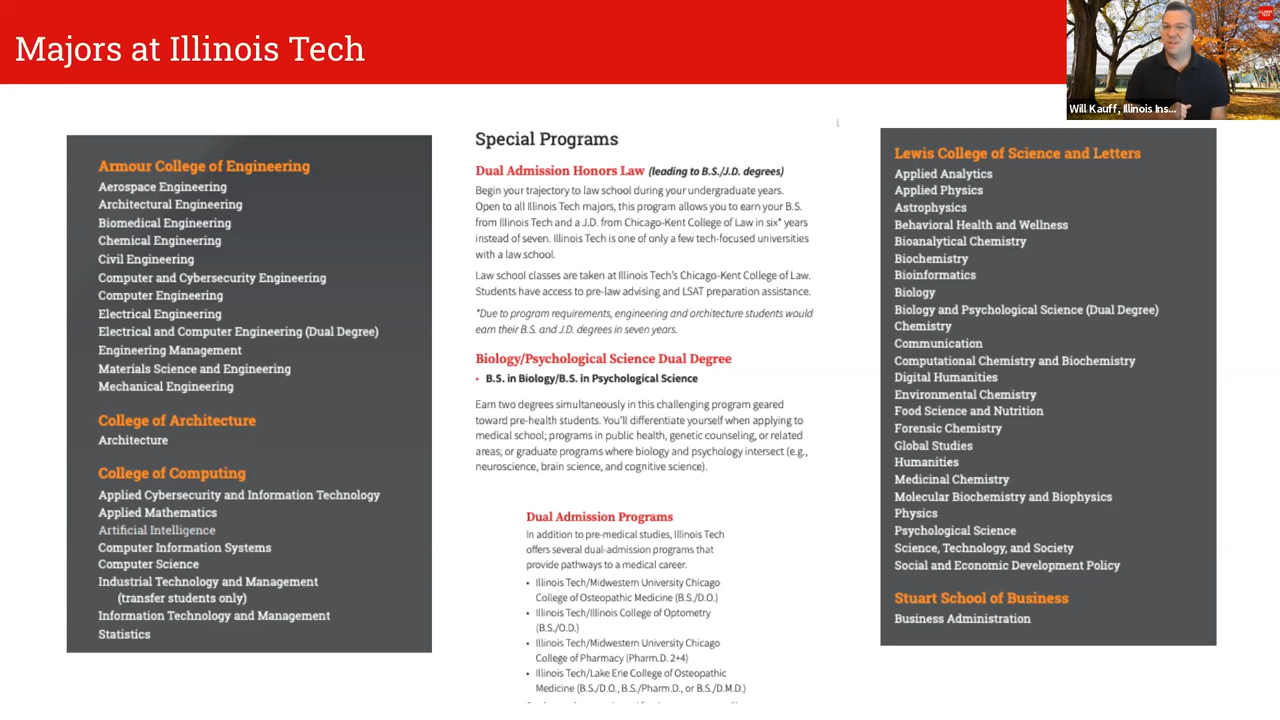 Majors at Illinois Tech
ILLINOIS TECH
Will Kauff, Illinois Ins...
Armour College of Engineering
Aerospace Engineering
Architectural Engineering
Biomedical Engineering
Chemical Engineering
Civil Engineering
Computer and Cybersecurity Engineering
Computer Engineering
Electrical Engineering
Electrical and Computer Engineering (Dual Degree)
Engineering Management
Materials Science and Engineering
Mechanical Engineering
College of Architecture
Architecture
College of Computing
Applied Cybersecurity and Information Technology
Applied Mathematics
Artificial Intelligence
Computer Information Systems
Computer Science
Industrial Technology and Management
(transfer students only)
Information Technology and Management
Statistics
Special Programs
Dual Admission Honors Law (leading to B.S./J.D. degrees)
Begin your trajectory to law school during your undergraduate years.
Open to all Illinois Tech majors, this program allows you to earn your B.S.
from Illinois Tech and a J.D. from Chicago-Kent College of Law in six* years
instead of seven. Illinois Tech is one of only a few tech-focused universities
with a law school.
Law school classes are taken at Illinois Tech's Chicago-Kent College of Law.
Students have access to pre-law advising and LSAT preparation assistance.
*Due to program requirements, engineering and architecture students would
earn their B.S. and J.D. degrees in seven years.
Biology/Psychological Science Dual Degree
• B.S. in Biology/B.S. in Psychological Science
Earn two degrees simultaneously in this challenging program geared
toward pre-health students. You'll differentiate yourself when applying to
medical school; programs in public health, genetic counseling, or related
areas; or graduate programs where biology and psychology intersect (e.g.,
neuroscience, brain science, and cognitive science).
Dual Admission Programs
In addition to pre-medical studies, Illinois Tech
offers several dual-admission programs that
provide pathways to a medical career.
• Illinois Tech/Midwestern University Chicago
College of Osteopathic Medicine (B.S./D.O.)
• Illinois Tech/Illinois College of Optometry
(B.S./O.D.)
• Illinois Tech/Midwestern University Chicago
College of Pharmacy (Pharm.D. 2+4)
• Illinois Tech/Lake Erie College of Osteopathic
Medicine (B.S./D.O., B.S./Pharm.D., or B.S./D.M.D.)
Lewis College of Science and Letters
Applied Analytics
Applied Physics
Astrophysics
Behavioral Health and Wellness
Bioanalytical Chemistry
Biochemistry
Bioinformatics
Biology
Biology and Psychological Science (Dual Degree)
Chemistry
Communication
Computational Chemistry and Biochemistry
Digital Humanities
Environmental Chemistry
Food Science and Nutrition
Forensic Chemistry
Global Studies
Humanities
Medicinal Chemistry
Molecular Biochemistry and Biophysics
Physics
Psychological Science
Science, Technology, and Society
Social and Economic Development Policy
Stuart School of Business
Business Administration